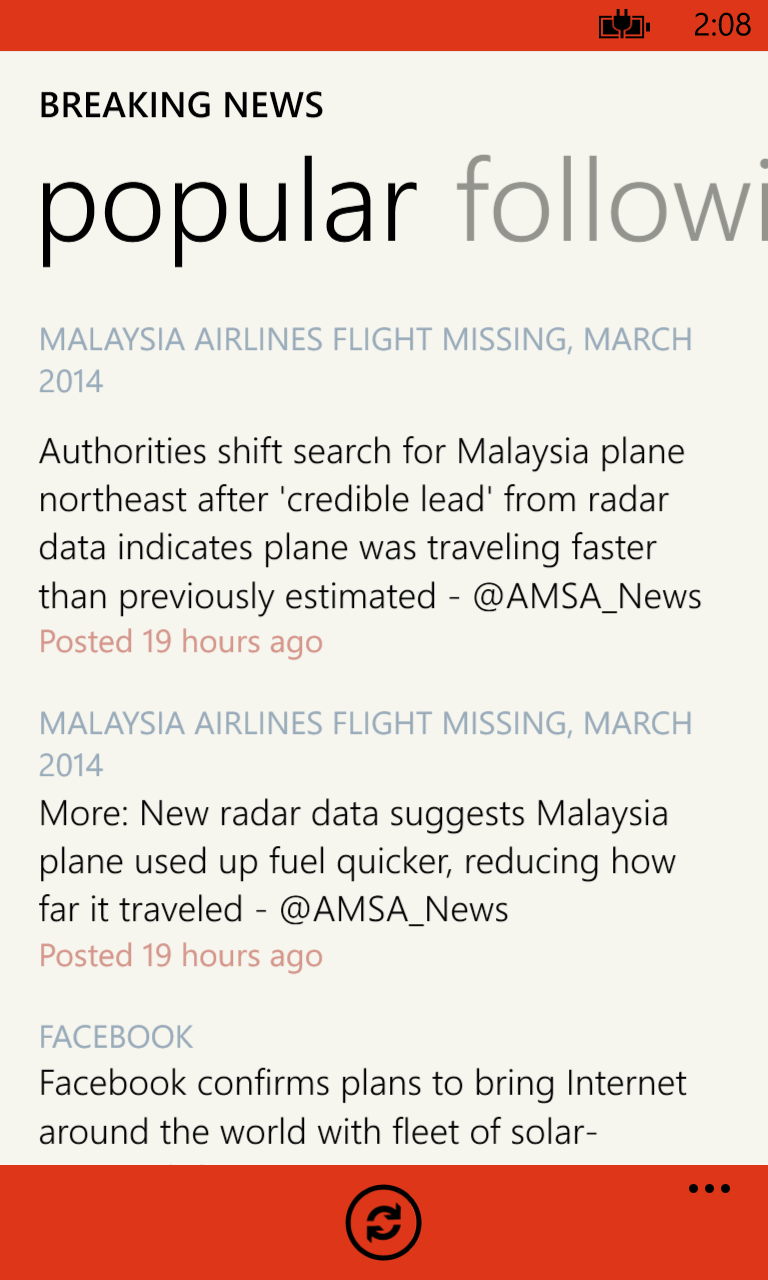 2:08
BREAKING NEWS
popular followi
MALAYSIA AIRLINES FLIGHT MISSING, MARCH
2014
Authorities shift search for Malaysia plane
northeast after 'credible lead' from radar
data indicates plane was traveling faster
than previously estimated - @AMSA_News
Posted 19 hours ago
MALAYSIA AIRLINES FLIGHT MISSING, MARCH
2014
More: New radar data suggests Malaysia
plane used up fuel quicker, reducing how
far it traveled - @AMSA_News
Posted 19 hours ago
FACEBOOK
Facebook confirms plans to bring Internet
around the world with fleet of solar-